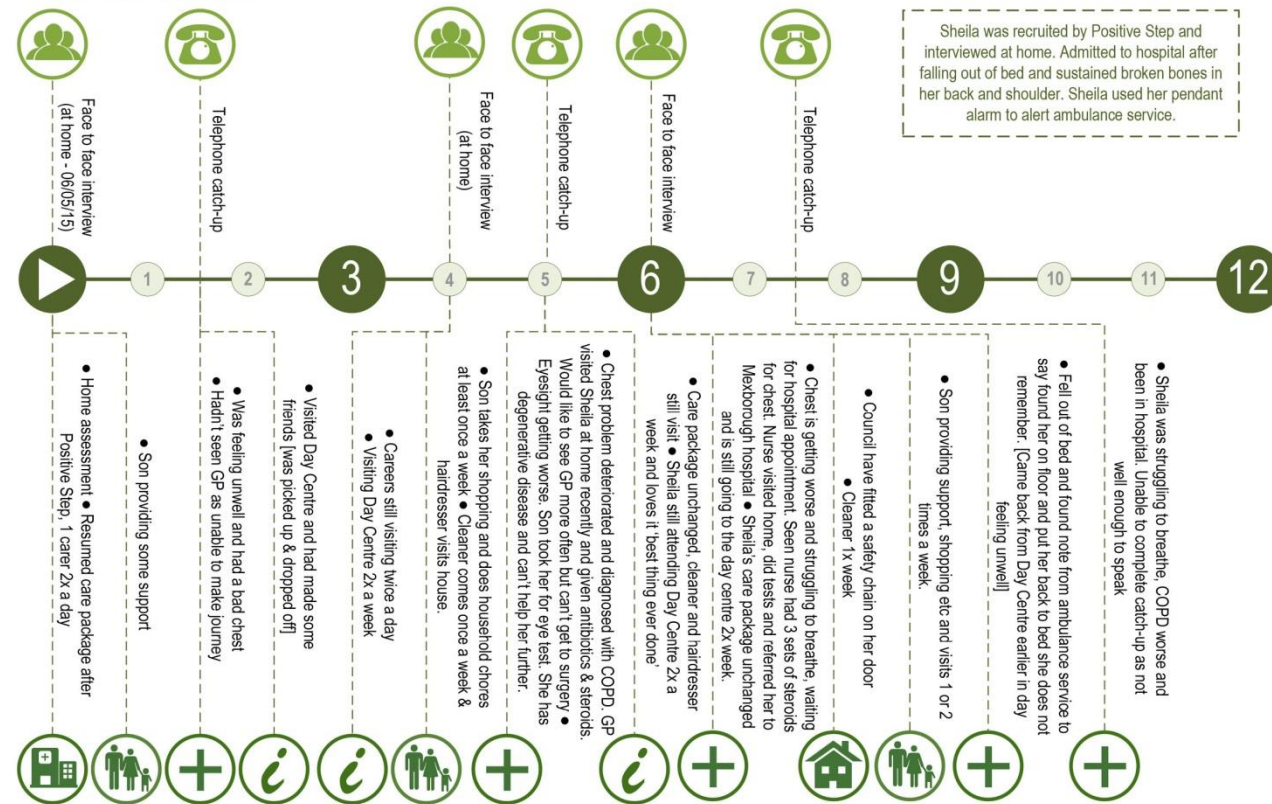 Sheila was recruited by Positive Step and
interviewed at home. Admitted to hospital after
falling out of bed and sustained broken bones in
her back and shoulder. Sheila used her pendant
alarm to alert ambulance service.
Face to face interview
(at home - 06/05/15)
Telephone catch-up
Face to face interview
(at home)
Telephone catch-up
Face to face interview
Telephone catch-up
1
2
3
4
5
6
7
8
9
10
11
12
● Home assessment ● Resumed care package after
Positive Step, 1 carer 2x a day
● Son providing some support
● Was feeling unwell and had a bad chest
● Hadn't seen GP as unable to make journey
● Visited Day Centre and had made some
friends [was picked up & dropped off]
● Careers still visiting twice a day
● Visiting Day Centre 2x a week
● Son takes her shopping and does household chores
at least once a week ● Cleaner comes once a week &
hairdresser visits house.
● Chest problem deteriorated and diagnosed with COPD. GP
visited Sheila at home recently and given antibiotics & steroids.
Would like to see GP more often but can't get to surgery ●
Eyesight getting worse. Son took her for eye test. She has
degenerative disease and can't help her further.
● Care package unchanged, cleaner and hairdresser
still visit ● Sheila still attending Day Centre 2x a
week and loves it 'best thing ever done'
● Chest is getting worse and struggling to breathe, waiting
for hospital appointment. Seen nurse had 3 sets of steroids
for chest. Nurse visited home, did tests and referred her to
Mexborough hospital ● Sheila's care package unchanged
and is still going to the day centre 2x week.
● Council have fitted a safety chain on her door
● Cleaner 1x week
● Son providing support, shopping etc and visits 1 or 2
times a week.
● Fell out of bed and found note from ambulance service to
say found her on floor and put her back to bed she does not
remember. [Came back from Day Centre earlier in day
feeling unwell]
● Sheila was struggling to breathe, COPD worse and
been in hospital. Unable to complete catch-up as not
well enough to speak
i
i
i